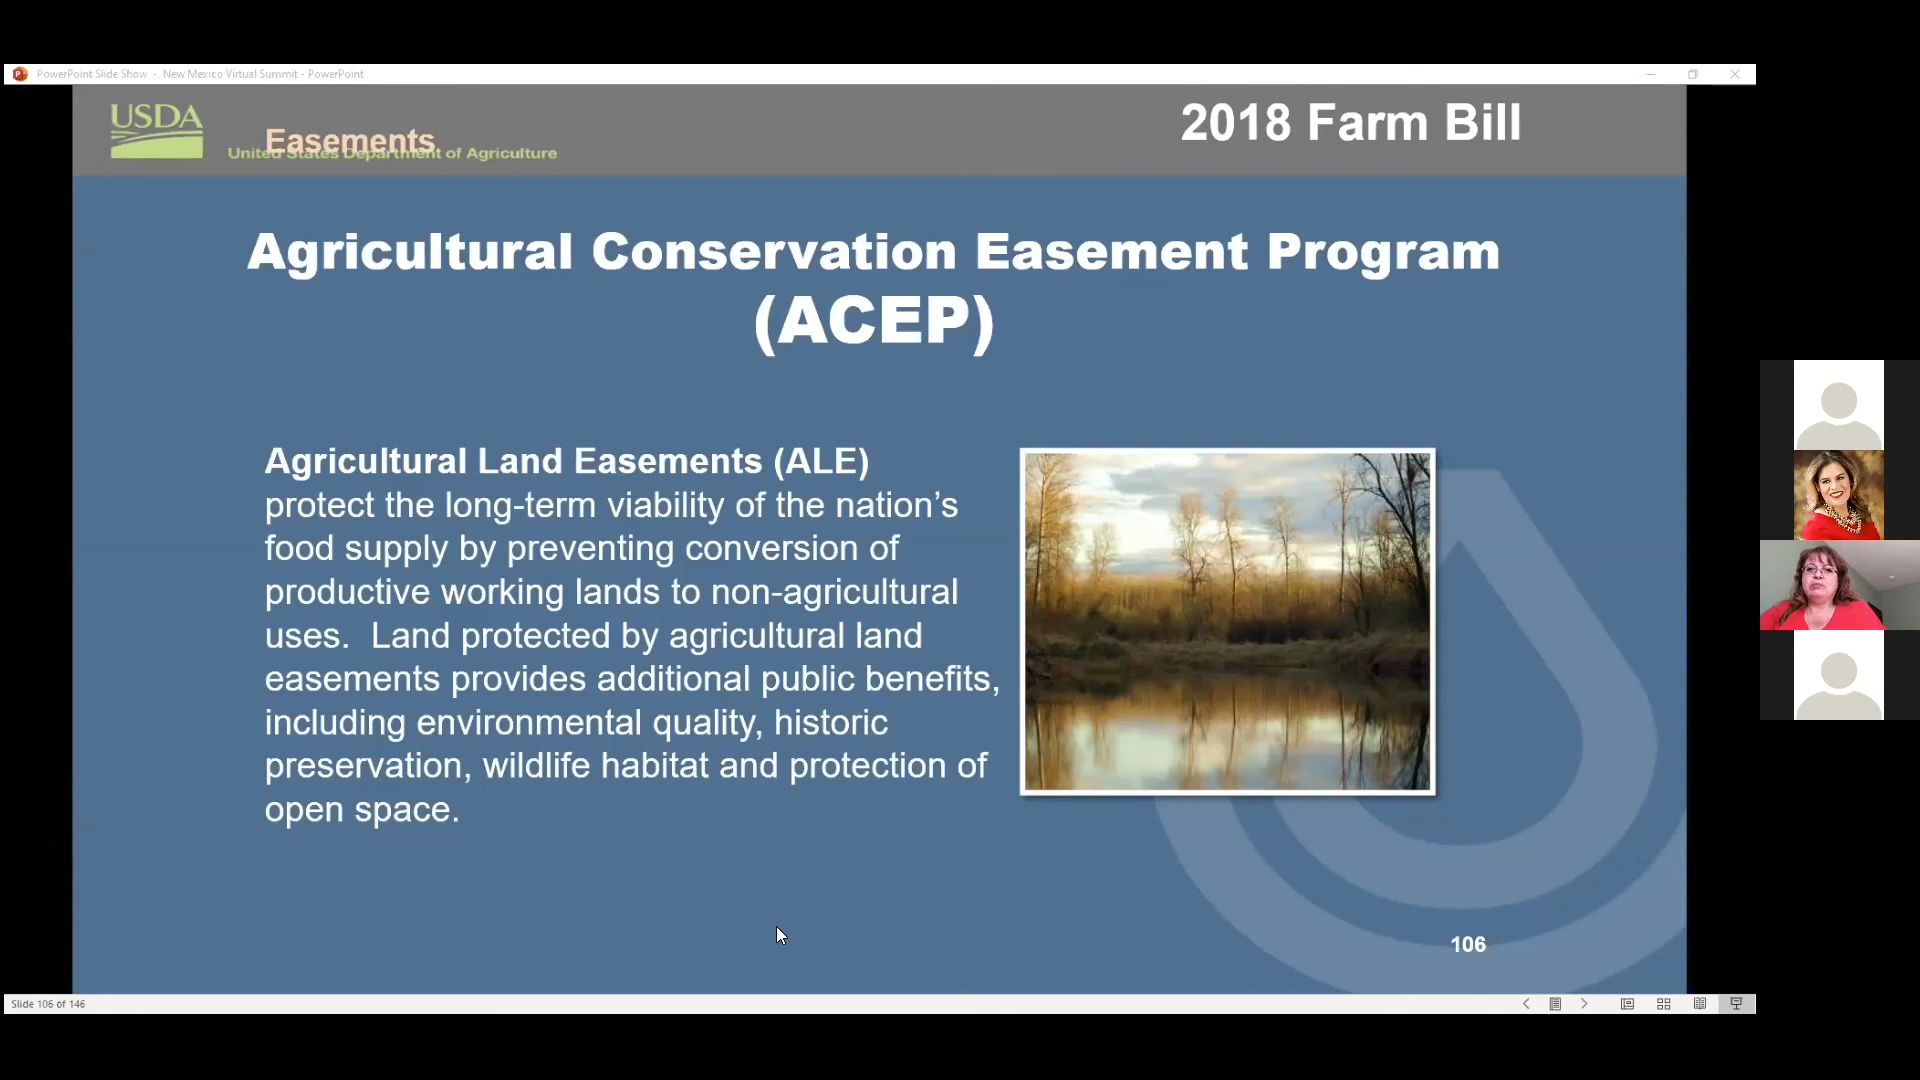 PowerPoint Slide Show - New Mexico Virtual Summit - PowerPoint
USDA
Easements
United States Department of Agriculture
2018 Farm Bill
Agricultural Conservation Easement Program
(ACEP)
Agricultural Land Easements (ALE)
protect the long-term viability of the nation’s
food supply by preventing conversion of
productive working lands to non-agricultural
uses.  Land protected by agricultural land
easements provides additional public benefits,
including environmental quality, historic
preservation, wildlife habitat and protection of
open space.
106
Slide 106 of 146